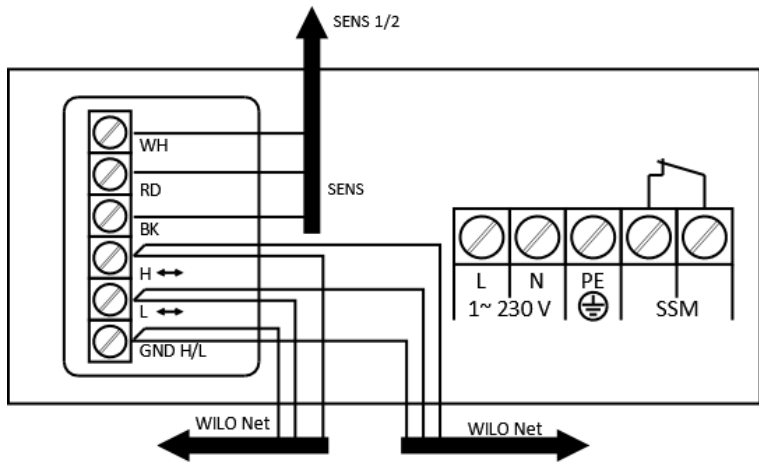 SENS 1/2
WH
RD
SENS
BK
H
L
GND H/L
L N PE
1~ 230 V SSM
WILO Net WILO Net